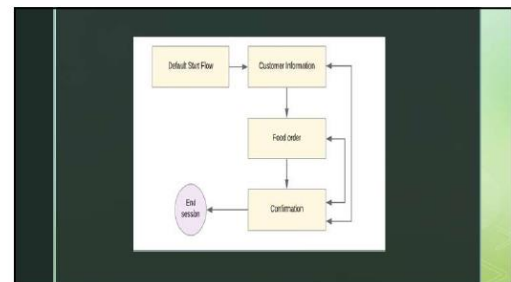 Default Start Flow
Customer Information
Food order
Confirmation
End
session